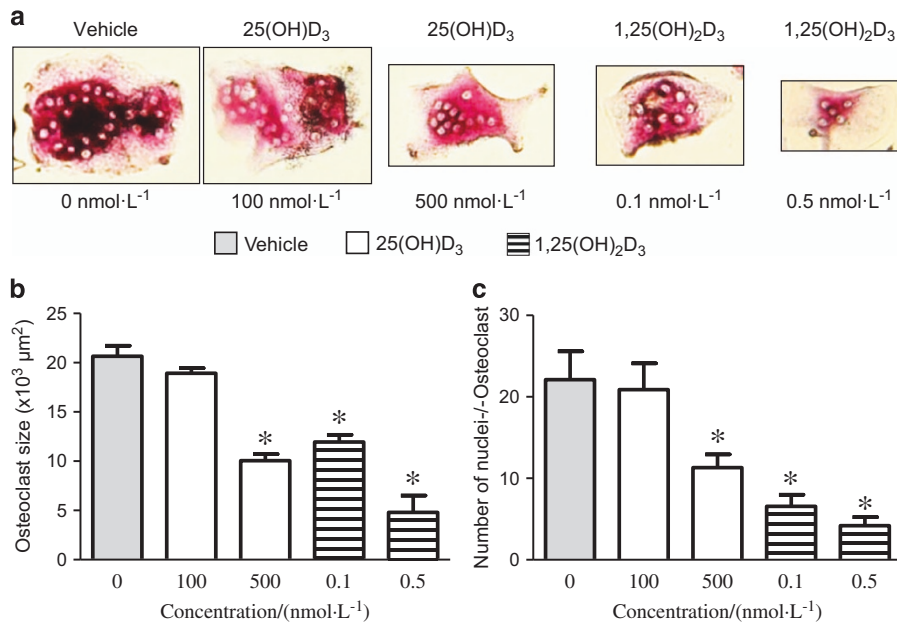 a
Vehicle 25(OH)D₃ 25(OH)D₃ 1,25(OH)₂D₃ 1,25(OH)₂D₃
0 nmol·L⁻¹ 100 nmol·L⁻¹ 500 nmol·L⁻¹ 0.1 nmol·L⁻¹ 0.5 nmol·L⁻¹
Vehicle 25(OH)D₃ 1,25(OH)₂D₃
b
Osteoclast size (x10³ µm²)
25
20
15
10
5
0
* * *
0 100 500 0.1 0.5
Concentration/(nmol·L⁻¹)
c
Number of nuclei-/-Osteoclast
30
20
10
0
* * *
0 100 500 0.1 0.5
Concentration/(nmol·L⁻¹)